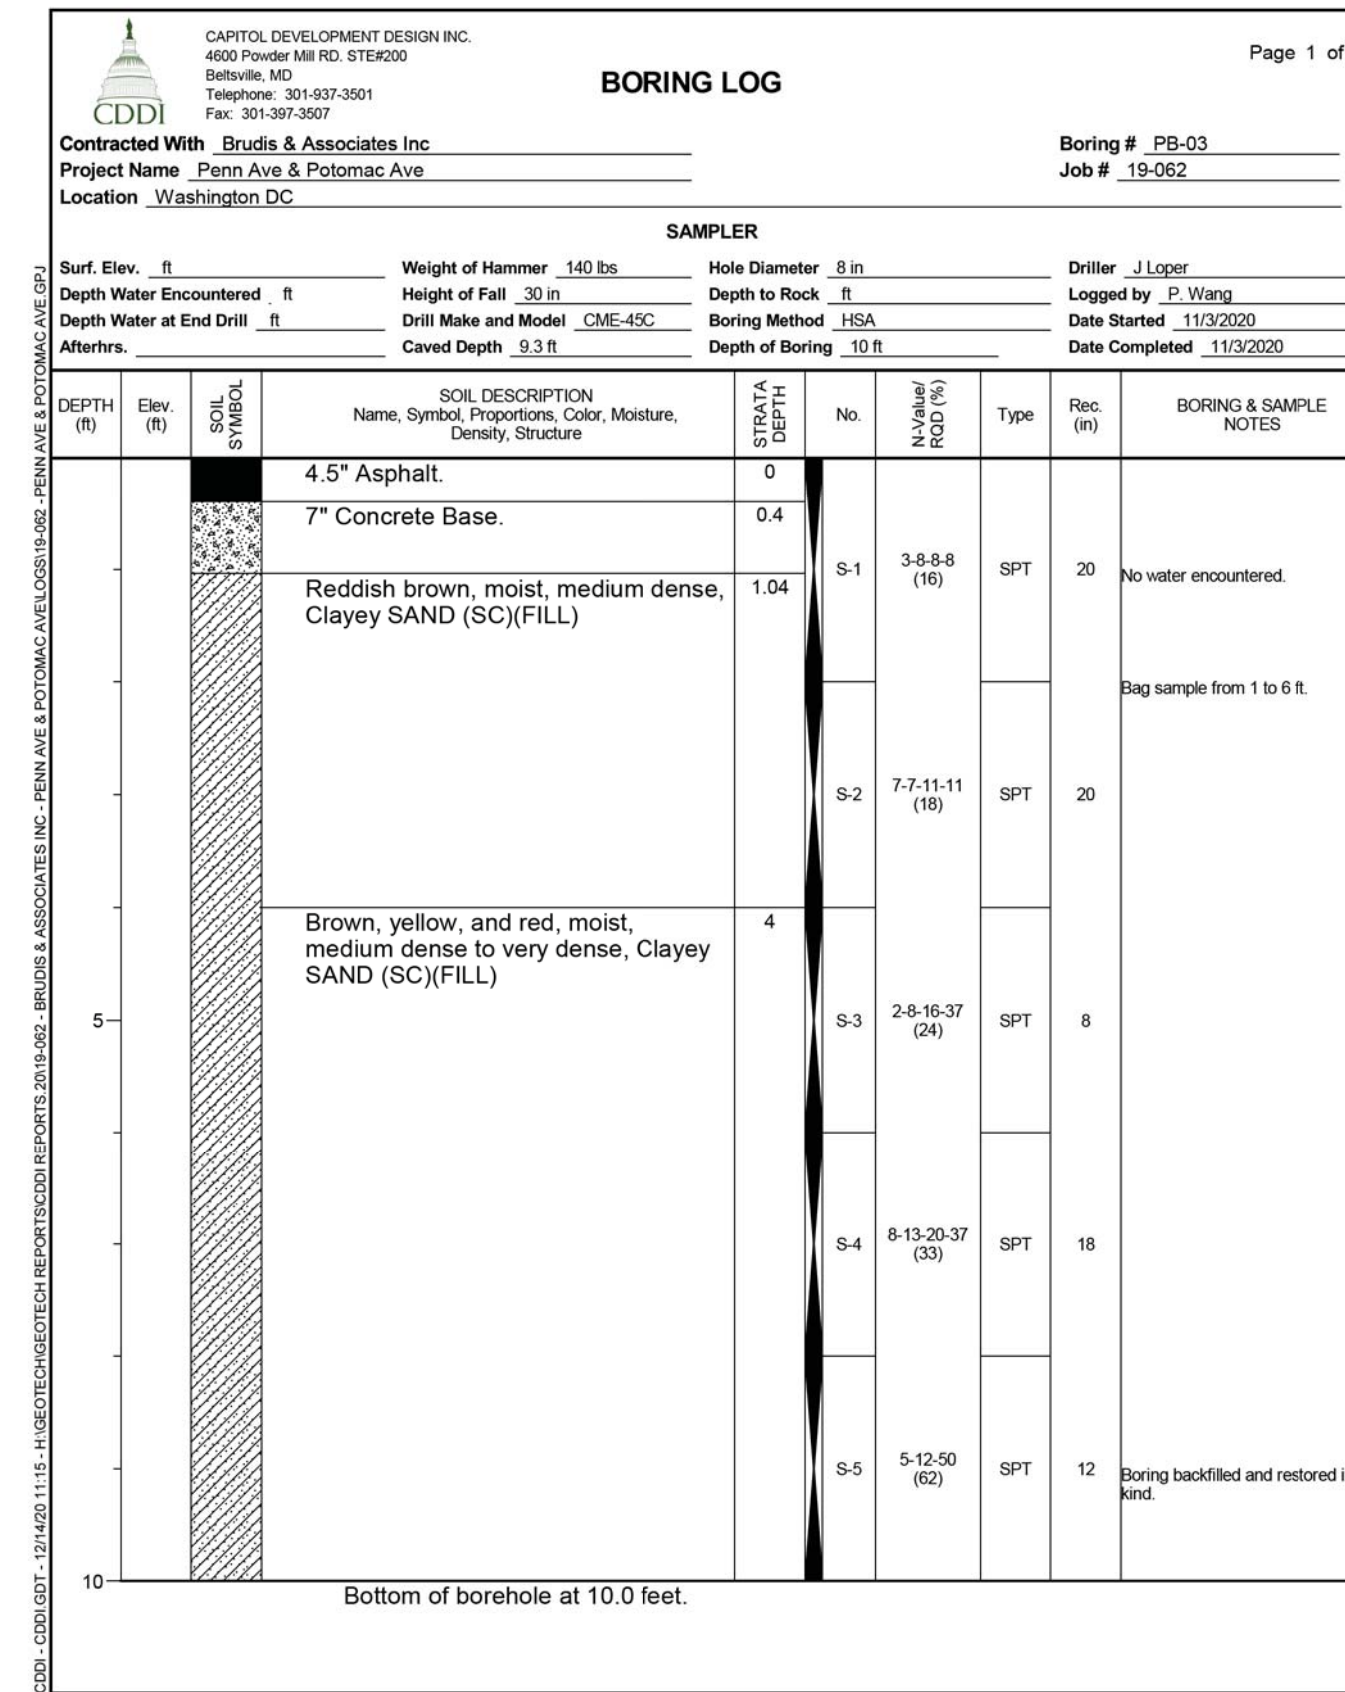 CAPITOL DEVELOPMENT DESIGN INC.
4600 Powder Mill RD. STE#200
Beltsville, MD
Telephone: 301-937-3501
Fax: 301-397-3507
CDDI
BORING LOG
Page 1 of
Contracted With Brudis & Associates Inc
Boring # PB-03
Project Name Penn Ave & Potomac Ave
Job # 19-062
Location Washington DC
SAMPLER
Surf. Elev. ft Weight of Hammer 140 lbs Hole Diameter 8 in Driller J Loper
Depth Water Encountered ft Height of Fall 30 in Depth to Rock ft Logged by P. Wang
Depth Water at End Drill ft Drill Make and Model CME-45C Boring Method HSA Date Started 11/3/2020
Afterhrs. Caved Depth 9.3 ft Depth of Boring 10 ft Date Completed 11/3/2020
DEPTH (ft)
Elev. (ft)
SOIL SYMBOL
SOIL DESCRIPTION
Name, Symbol, Proportions, Color, Moisture,
Density, Structure
STRATA DEPTH
No.
N-Value/ RQD (%)
Type
Rec. (in)
BORING & SAMPLE NOTES
4.5" Asphalt. 0
7" Concrete Base. 0.4
Reddish brown, moist, medium dense, 1.04
Clayey SAND (SC)(FILL)
S-1 3-8-8-8 (16) SPT 20
No water encountered.
Bag sample from 1 to 6 ft.
S-2 7-7-11-11 (18) SPT 20
Brown, yellow, and red, moist, 4
medium dense to very dense, Clayey
SAND (SC)(FILL)
5
S-3 2-8-16-37 (24) SPT 8
S-4 8-13-20-37 (33) SPT 18
S-5 5-12-50 (62) SPT 12
Boring backfilled and restored i
kind.
10
Bottom of borehole at 10.0 feet.
CDDI - CDDI.GDT - 12/14/20 11:15 - H:\GEOTECH\GEOTECH REPORTS\CDDI REPORTS.20\19-062 - BRUDIS & ASSOCIATES INC - PENN AVE & POTOMAC AVE\LOGS\19-062 - PENN AVE & POTOMAC AVE.GPJ